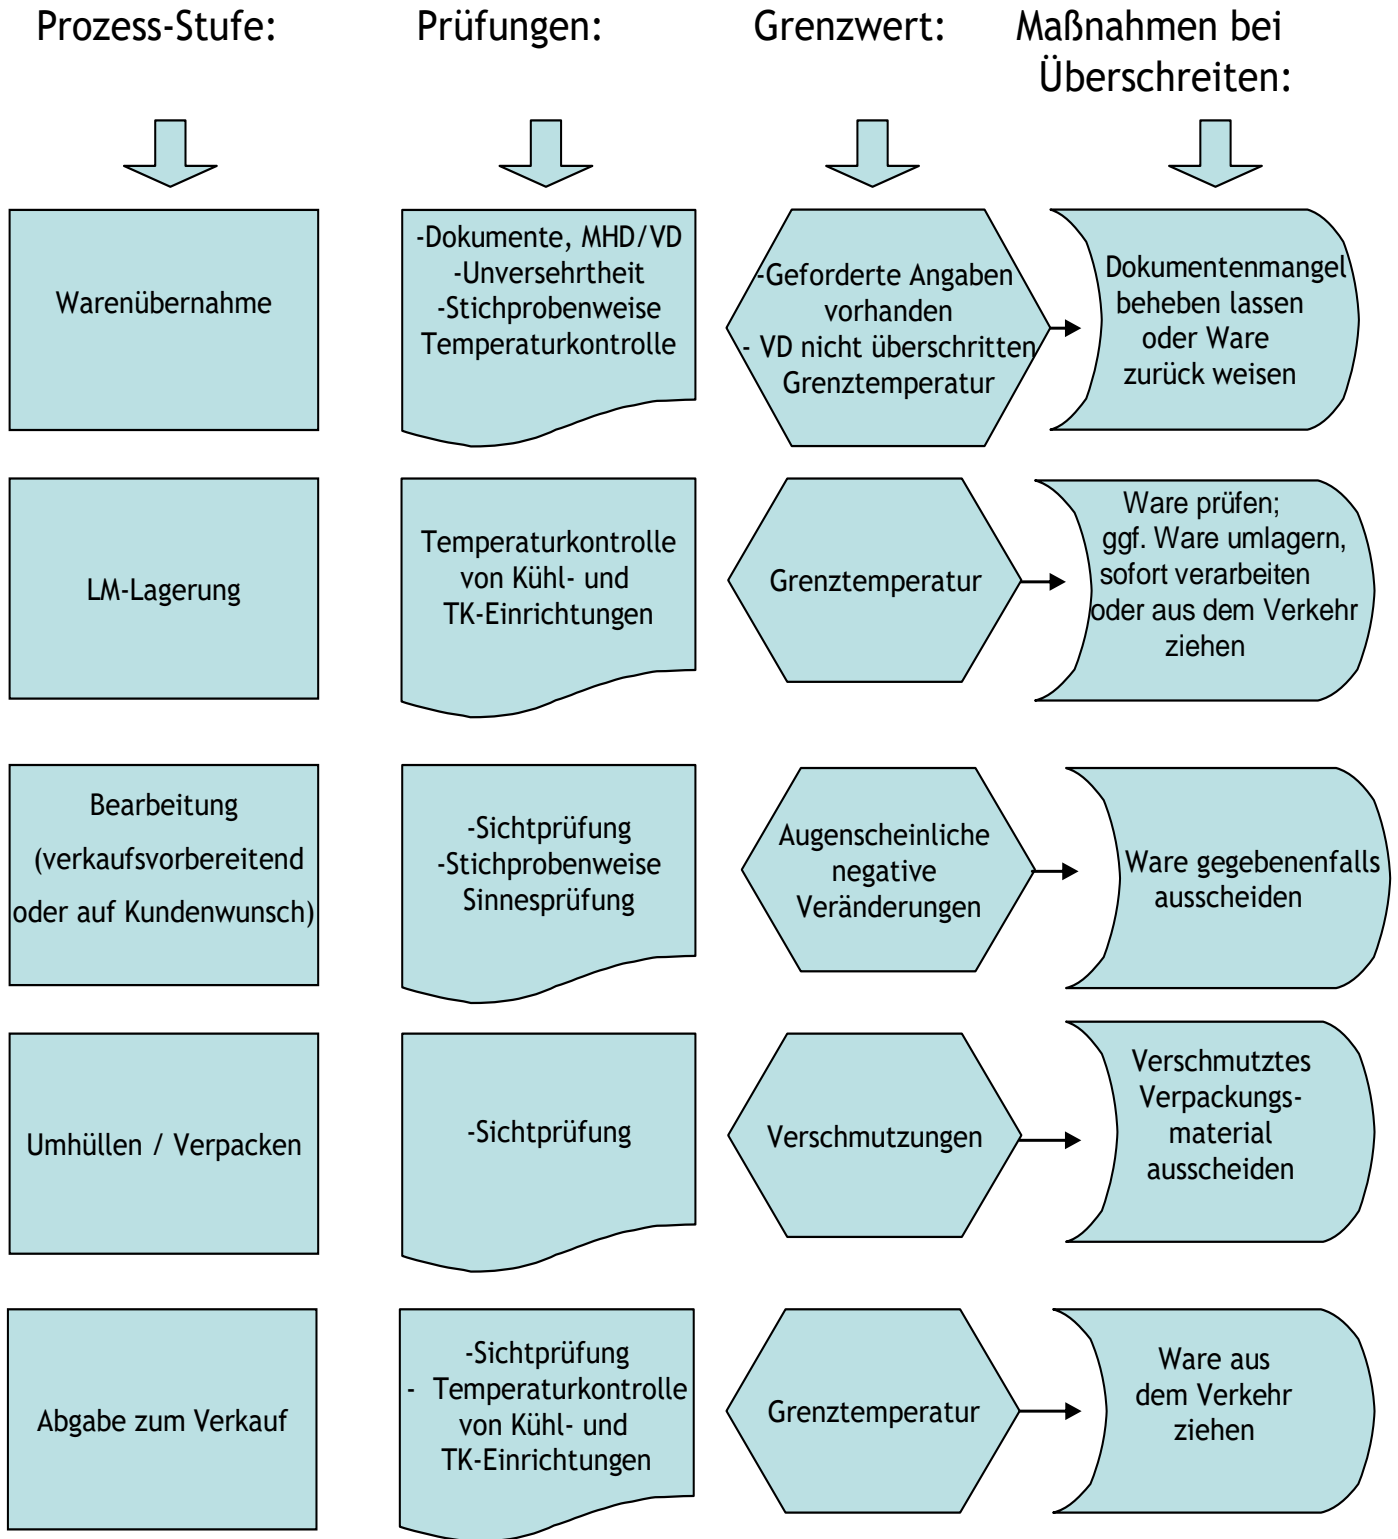 Prozess-Stufe:
Prüfungen:
Grenzwert:
Maßnahmen bei
Überschreiten:
Warenübernahme
-Dokumente, MHD/VD
-Unversehrtheit
-Stichprobenweise
Temperaturkontrolle
-Geforderte Angaben
vorhanden
- VD nicht überschritten
Grenztemperatur
Dokumentenmangel
beheben lassen
oder Ware
zurück weisen
LM-Lagerung
Temperaturkontrolle
von Kühl- und
TK-Einrichtungen
Grenztemperatur
Ware prüfen;
ggf. Ware umlagern,
sofort verarbeiten
oder aus dem Verkehr
ziehen
Bearbeitung
(verkaufsvorbereitend
oder auf Kundenwunsch)
-Sichtprüfung
-Stichprobenweise
Sinnesprüfung
Augenscheinliche
negative
Veränderungen
Ware gegebenenfalls
ausscheiden
Umhüllen / Verpacken
-Sichtprüfung
Verschmutzungen
Verschmutztes
Verpackungs-
material
ausscheiden
Abgabe zum Verkauf
-Sichtprüfung
- Temperaturkontrolle
von Kühl- und
TK-Einrichtungen
Grenztemperatur
Ware aus
dem Verkehr
ziehen